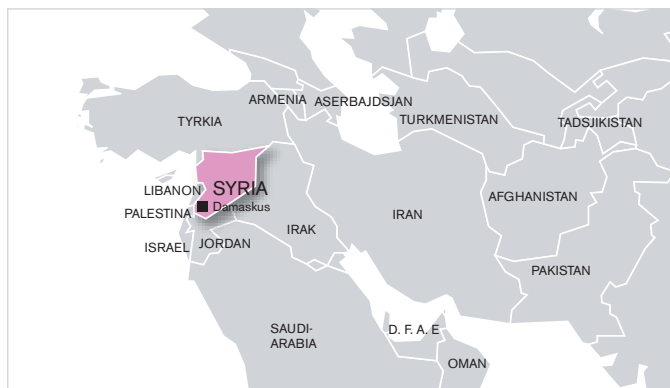 ARMENIA
ASERBAJDSJAN
TYRKIA
TURKMENISTAN
TADSJIKISTAN
LIBANON
SYRIA
AFGHANISTAN
PALESTINA
Damaskus
IRAN
ISRAEL
JORDAN
IRAK
PAKISTAN
SAUDI-
ARABIA
D. F. A. E
OMAN